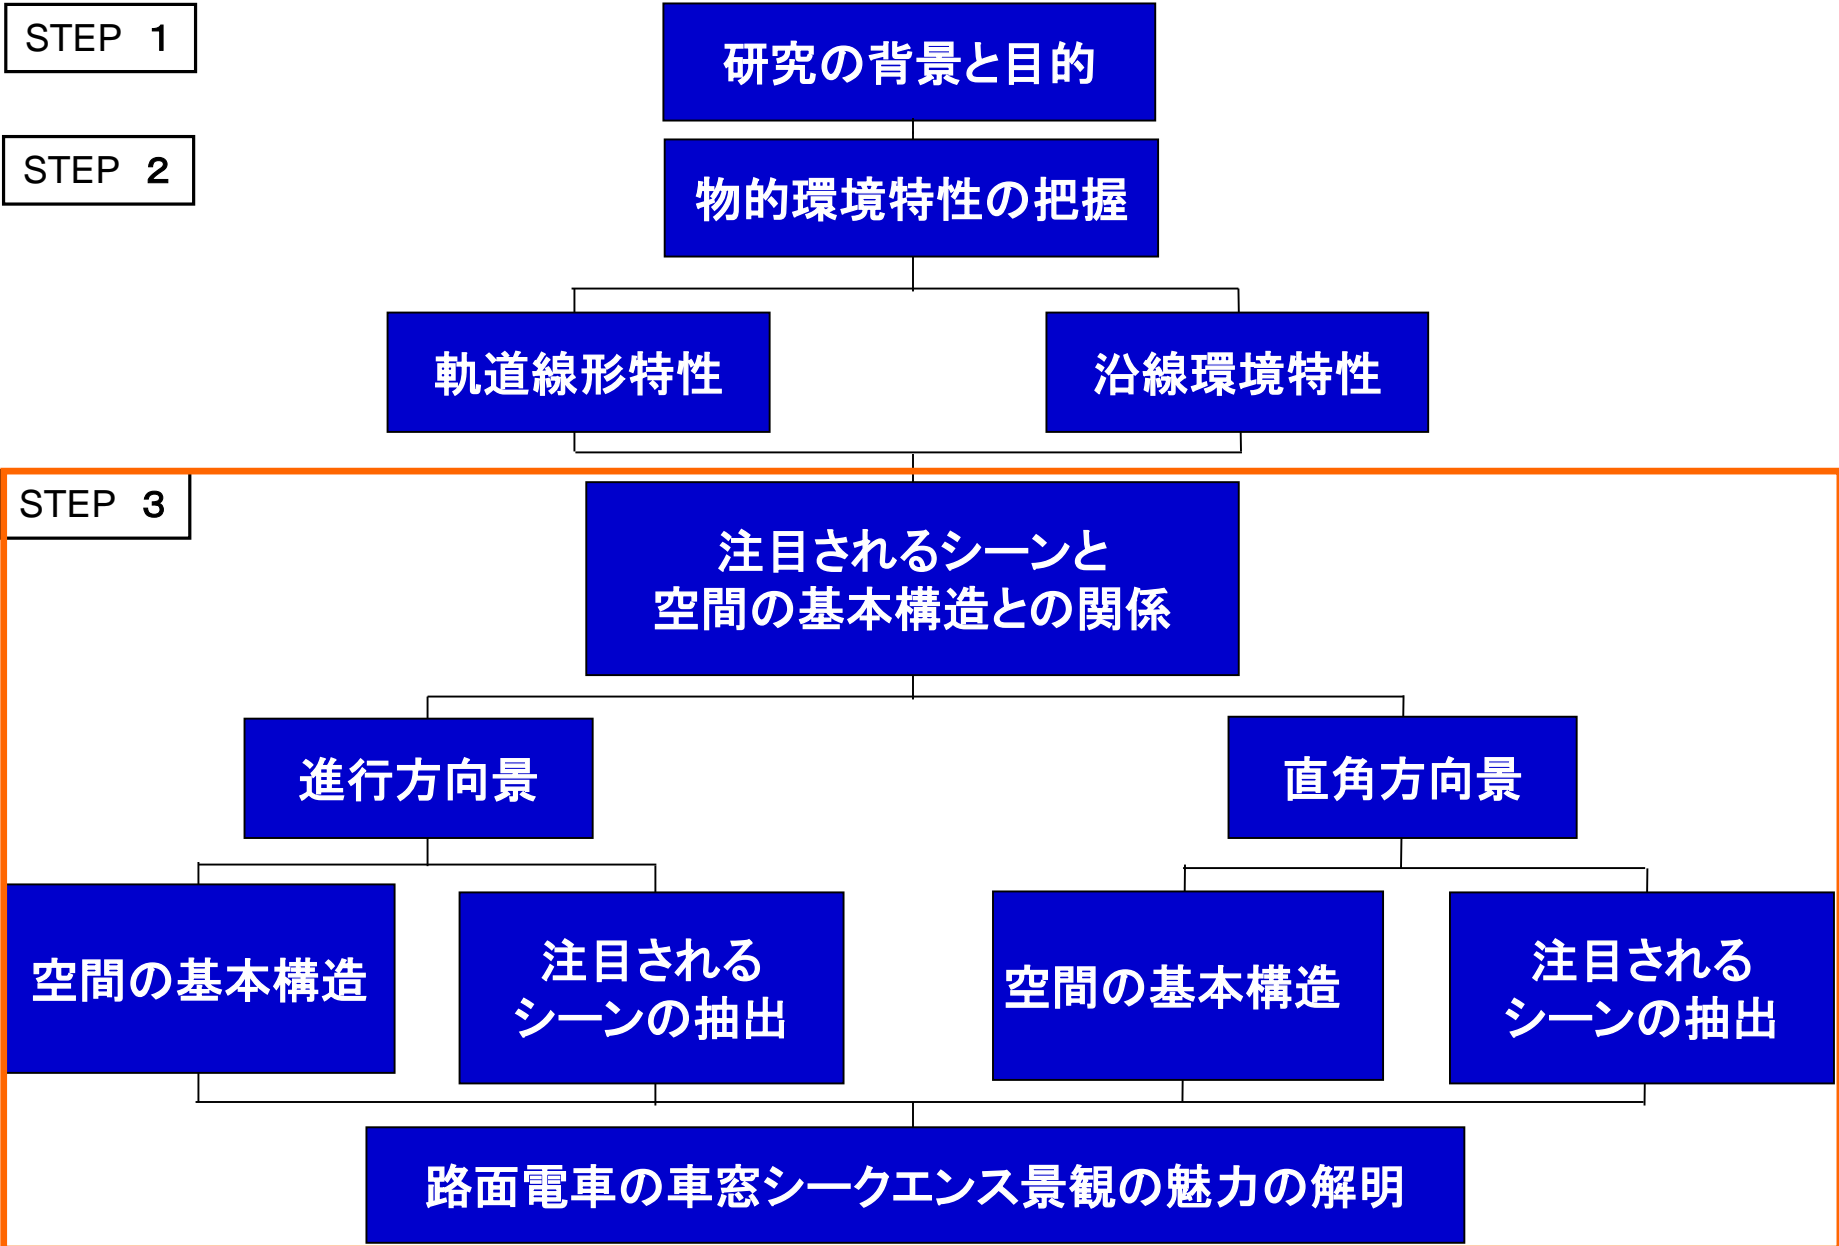 STEP １
研究の背景と目的
STEP ２
物的環境特性の把握
軌道線形特性
沿線環境特性
STEP ３
注目されるシーンと
空間の基本構造との関係
進行方向景
直角方向景
空間の基本構造
注目される
シーンの抽出
空間の基本構造
注目される
シーンの抽出
路面電車の車窓シークエンス景観の魅力の解明